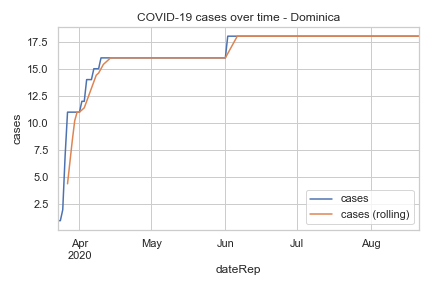 COVID-19 cases over time - Dominica
cases
17.5
15.0
12.5
10.0
7.5
5.0
2.5
cases
cases (rolling)
Apr
2020
May
Jun
Jul
Aug
dateRep